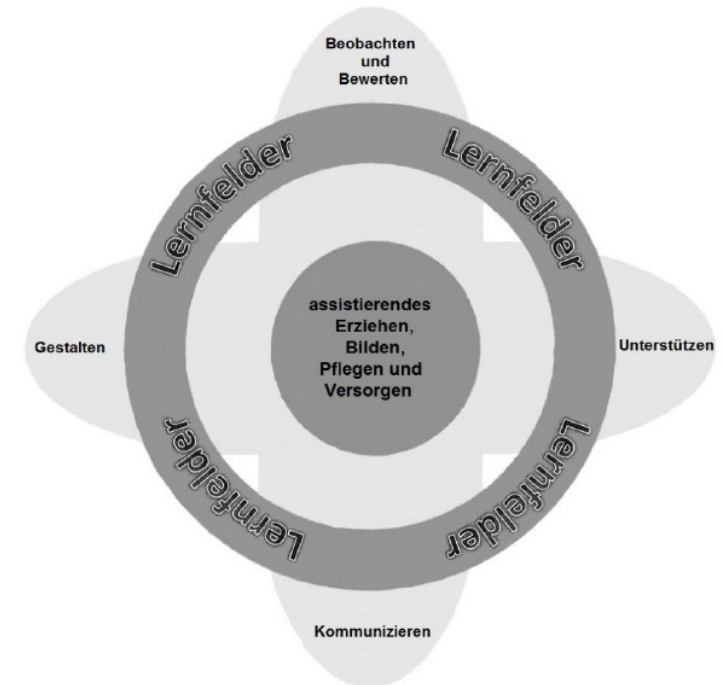 Beobachten
und
Bewerten
Lernfelder
Lernfelder
assistierendes
Erziehen,
Bilden,
Pflegen und
Versorgen
Gestalten
Unterstützen
Lernfelder
Lernfelder
Kommunizieren